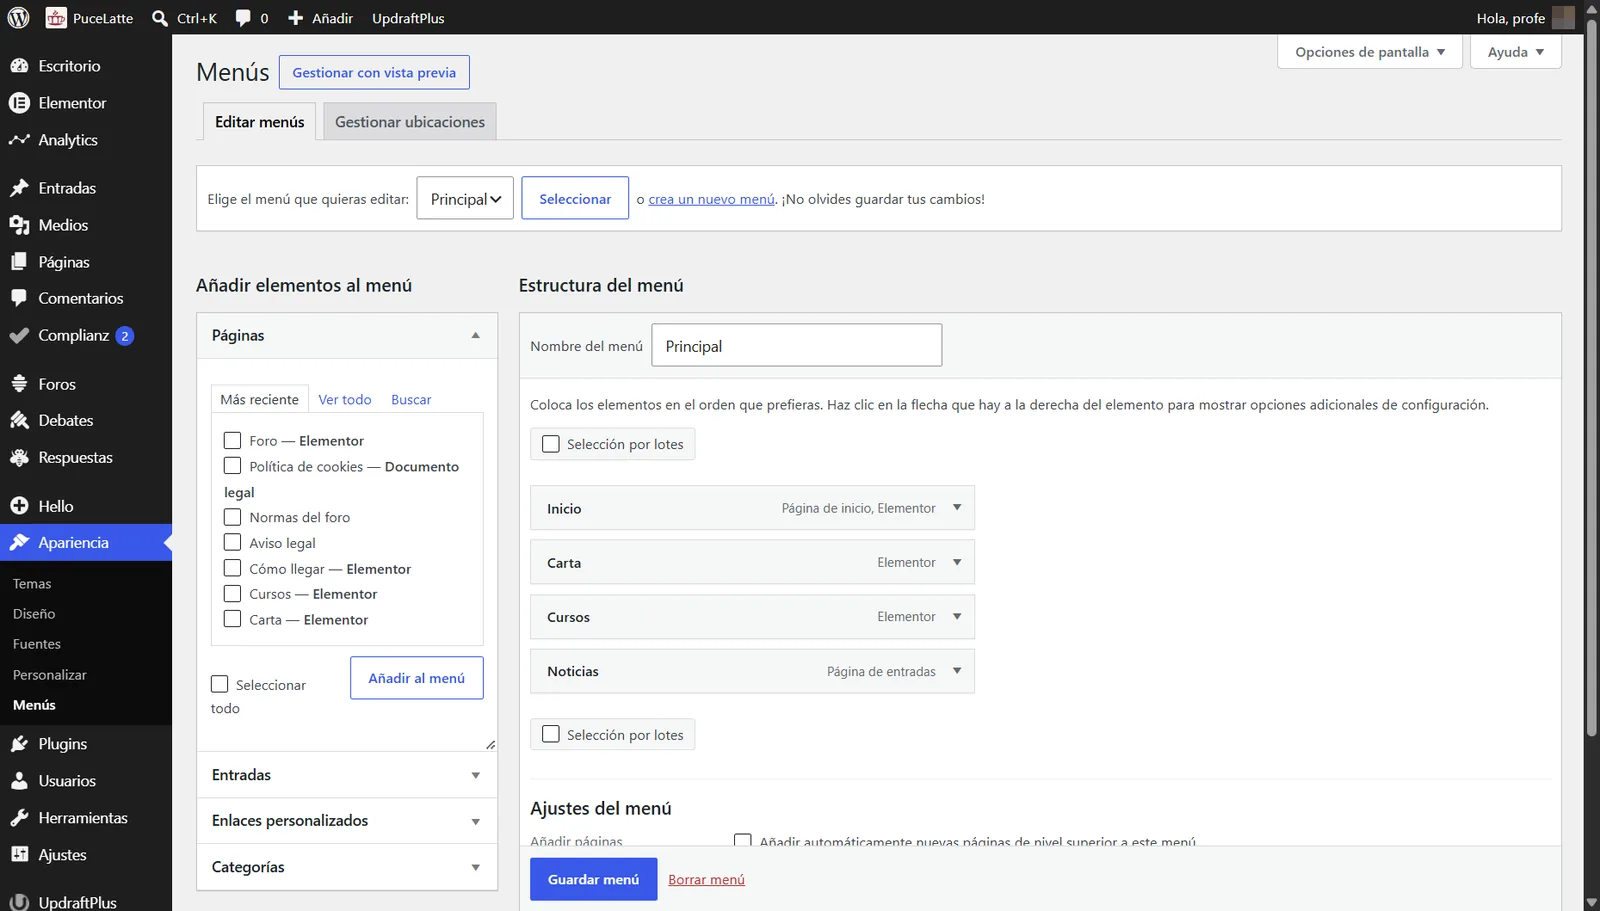 PuceLatte
Ctrl+K
0
Añadir
UpdraftPlus
Hola, profe
Escritorio
Elementor
Analytics
Entradas
Medios
Páginas
Comentarios
Complianz 2
Foros
Debates
Respuestas
Hello
Apariencia
Temas
Diseño
Fuentes
Personalizar
Menús
Plugins
Usuarios
Herramientas
Ajustes
UpdraftPlus
Opciones de pantalla
Ayuda
Menús
Gestionar con vista previa
Editar menús
Gestionar ubicaciones
Elige el menú que quieras editar: Principal Seleccionar o crea un nuevo menú. ¡No olvides guardar tus cambios!
Añadir elementos al menú
Páginas
Más reciente
Ver todo
Buscar
Foro — Elementor
Política de cookies — Documento
legal
Normas del foro
Aviso legal
Cómo llegar — Elementor
Cursos — Elementor
Carta — Elementor
Seleccionar
todo
Añadir al menú
Entradas
Enlaces personalizados
Categorías
Estructura del menú
Nombre del menú Principal
Coloca los elementos en el orden que prefieras. Haz clic en la flecha que hay a la derecha del elemento para mostrar opciones adicionales de configuración.
Selección por lotes
Inicio Página de inicio, Elementor
Carta Elementor
Cursos Elementor
Noticias Página de entradas
Selección por lotes
Ajustes del menú
Añadir páginas Añadir automáticamente nuevas páginas de nivel superior a este menú
Guardar menú
Borrar menú